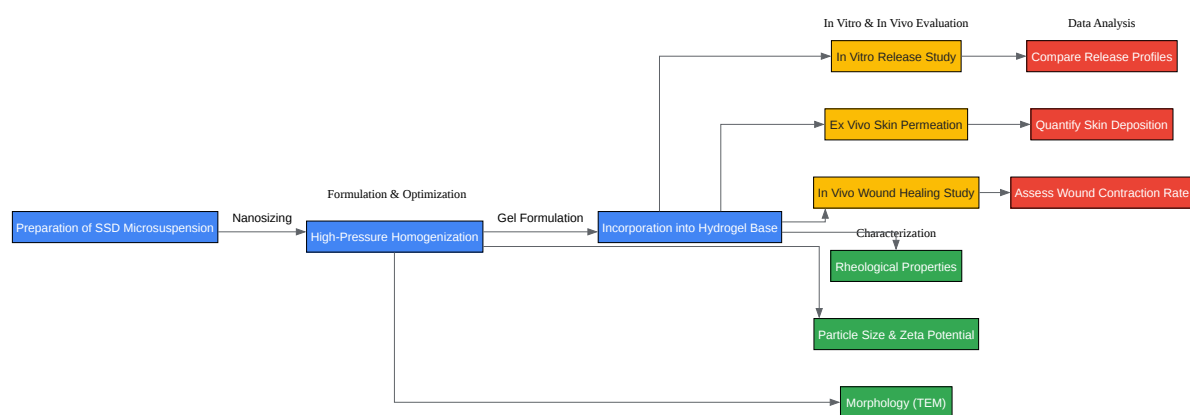 In Vitro & In Vivo Evaluation
Data Analysis
In Vitro Release Study
Compare Release Profiles
Ex Vivo Skin Permeation
Quantify Skin Deposition
In Vivo Wound Healing Study
Assess Wound Contraction Rate
Formulation & Optimization
Preparation of SSD Microsuspension
Nanosizing
High-Pressure Homogenization
Gel Formulation
Incorporation into Hydrogel Base
Characterization
Rheological Properties
Particle Size & Zeta Potential
Morphology (TEM)